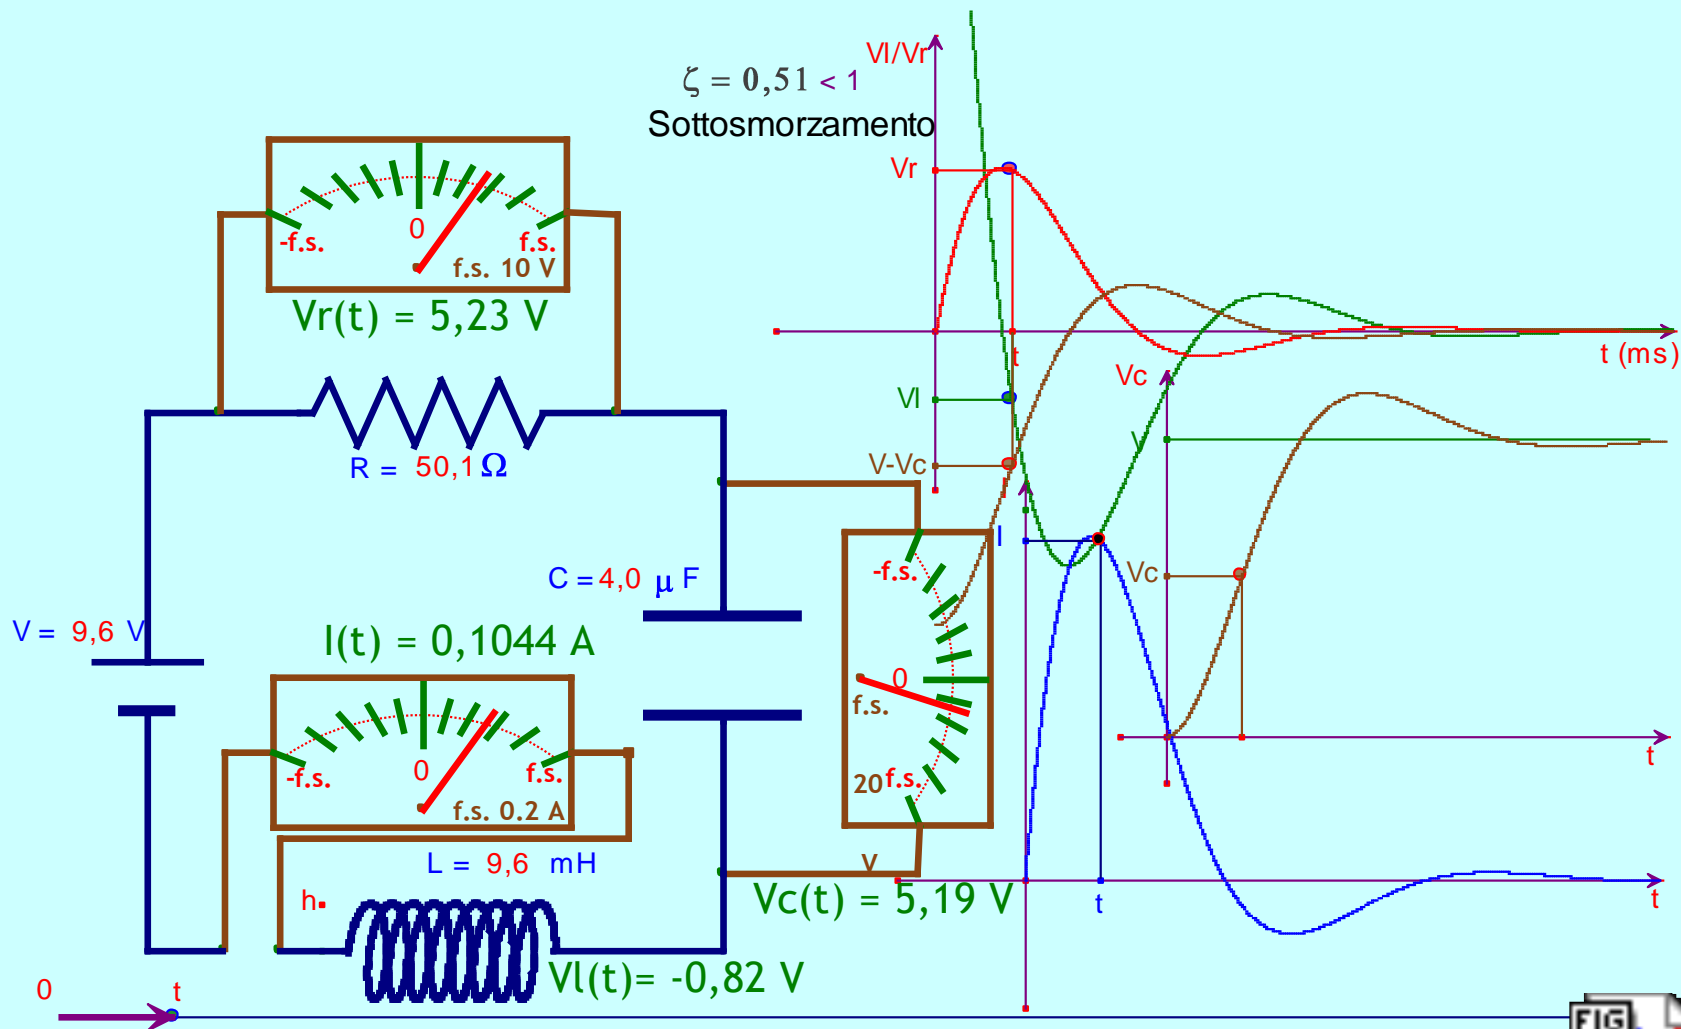 Vl/Vr
ζ = 0,51 < 1
Sottosmorzamento
Vr
0
-f.s.
f.s.
f.s. 10 V
Vr(t) = 5,23 V
t
t (ms)
Vc
Vl
V
V-Vc
R = 50,1 Ω
I
I
-f.s.
C = 4,0 μ F
Vc
V = 9,6 V
I(t) = 0,1044 A
0
f.s.
0
-f.s.
f.s.
20 f.s.
f.s. 0.2 A
t
L = 9,6 mH
V
h.
Vc(t) = 5,19 V
t
t
Vl(t)= -0,82 V
0
t
FIG